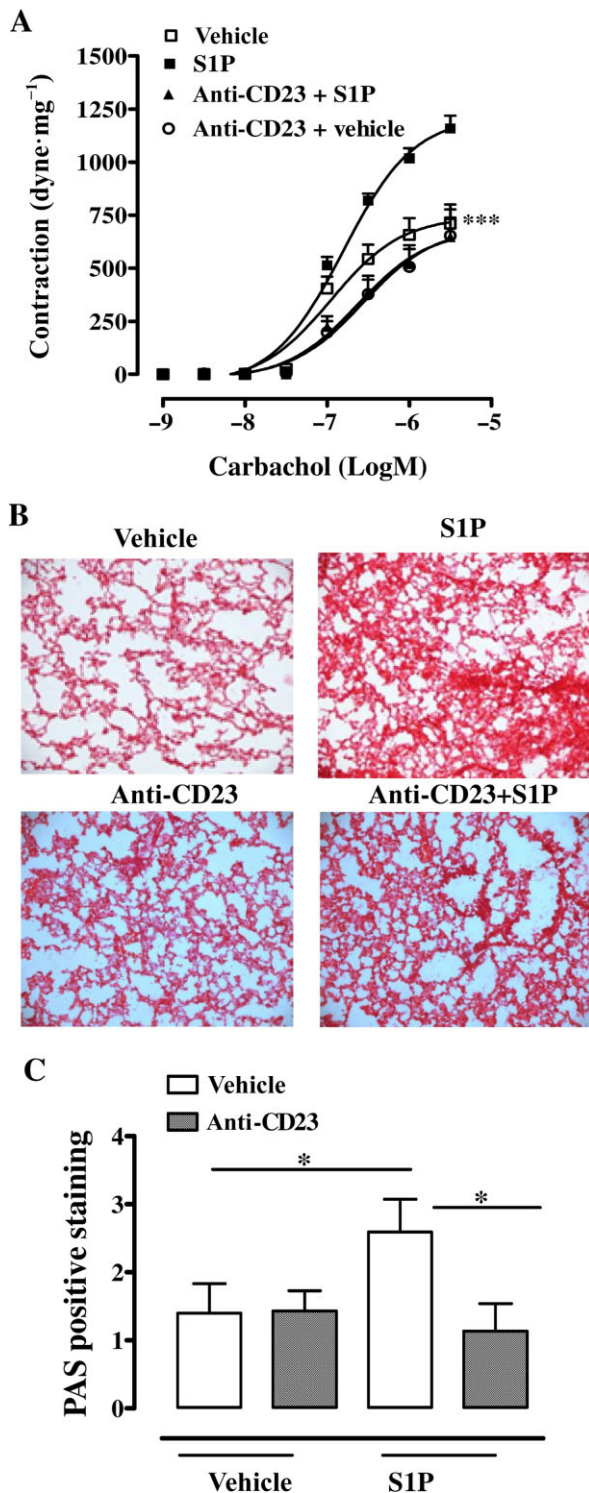 A
Vehicle
S1P
Anti-CD23 + S1P
Anti-CD23 + vehicle
Contraction (dyne·mg⁻¹)
1500
1250
1000
750
500
250
0
***
−9 −8 −7 −6 −5
Carbachol (LogM)
B
Vehicle S1P
Anti-CD23 Anti-CD23+S1P
C
Vehicle
Anti-CD23
PAS positive staining
4
3
2
1
0
* *
Vehicle S1P